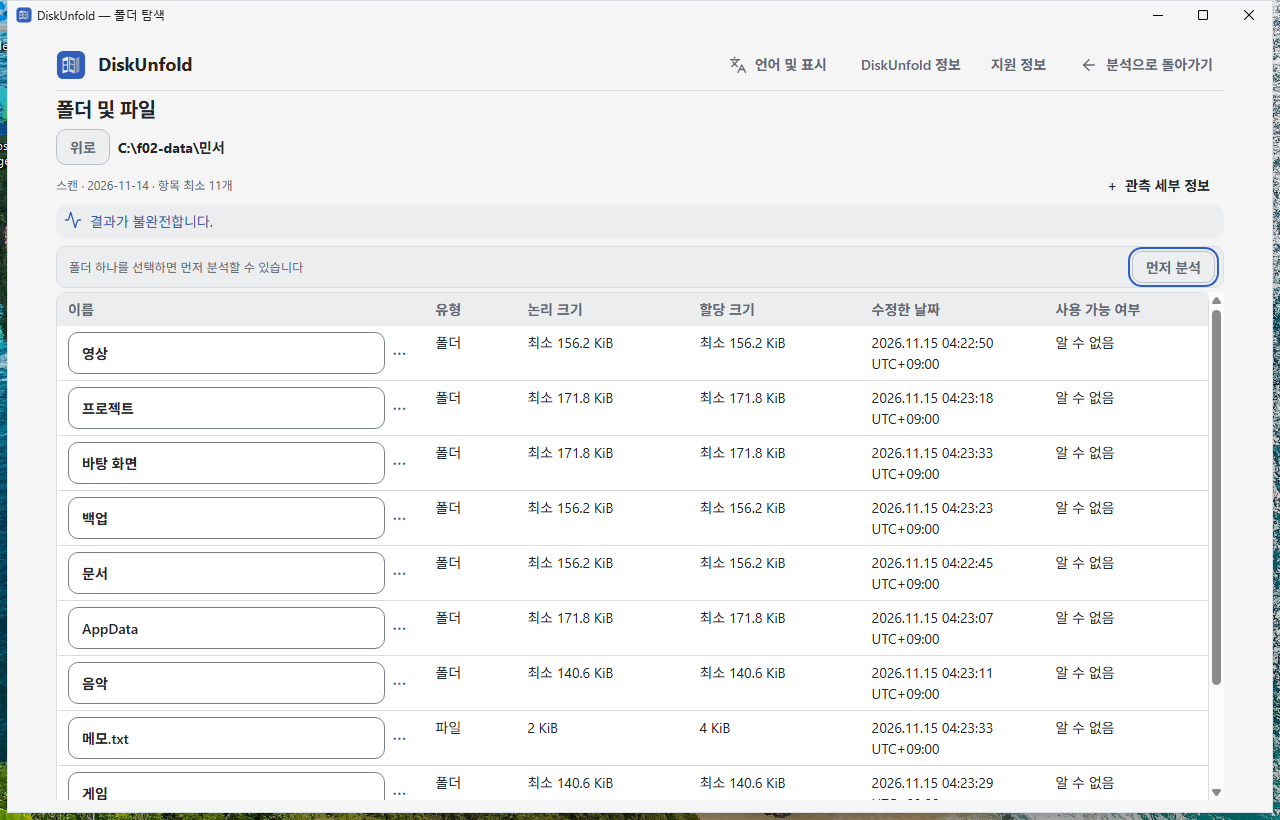 DiskUnfold — 폴더 탐색
DiskUnfold
언어 및 표시
DiskUnfold 정보
지원 정보
← 분석으로 돌아가기
폴더 및 파일
위로
C:\f02-data\민서
스캔 · 2026-11-14 · 항목 최소 11개
+ 관측 세부 정보
결과가 불완전합니다.
폴더 하나를 선택하면 먼저 분석할 수 있습니다
먼저 분석
이름 유형 논리 크기 할당 크기 수정한 날짜 사용 가능 여부
영상 ... 폴더 최소 156.2 KiB 최소 156.2 KiB 2026.11.15 04:22:50 알 수 없음
UTC+09:00
프로젝트 ... 폴더 최소 171.8 KiB 최소 171.8 KiB 2026.11.15 04:23:18 알 수 없음
UTC+09:00
바탕 화면 ... 폴더 최소 171.8 KiB 최소 171.8 KiB 2026.11.15 04:23:33 알 수 없음
UTC+09:00
백업 ... 폴더 최소 156.2 KiB 최소 156.2 KiB 2026.11.15 04:23:23 알 수 없음
UTC+09:00
문서 ... 폴더 최소 156.2 KiB 최소 156.2 KiB 2026.11.15 04:22:45 알 수 없음
UTC+09:00
AppData ... 폴더 최소 171.8 KiB 최소 171.8 KiB 2026.11.15 04:23:07 알 수 없음
UTC+09:00
음악 ... 폴더 최소 140.6 KiB 최소 140.6 KiB 2026.11.15 04:23:11 알 수 없음
UTC+09:00
메모.txt ... 파일 2 KiB 4 KiB 2026.11.15 04:23:33 알 수 없음
UTC+09:00
게임 ... 폴더 최소 140.6 KiB 최소 140.6 KiB 2026.11.15 04:23:29 알 수 없음